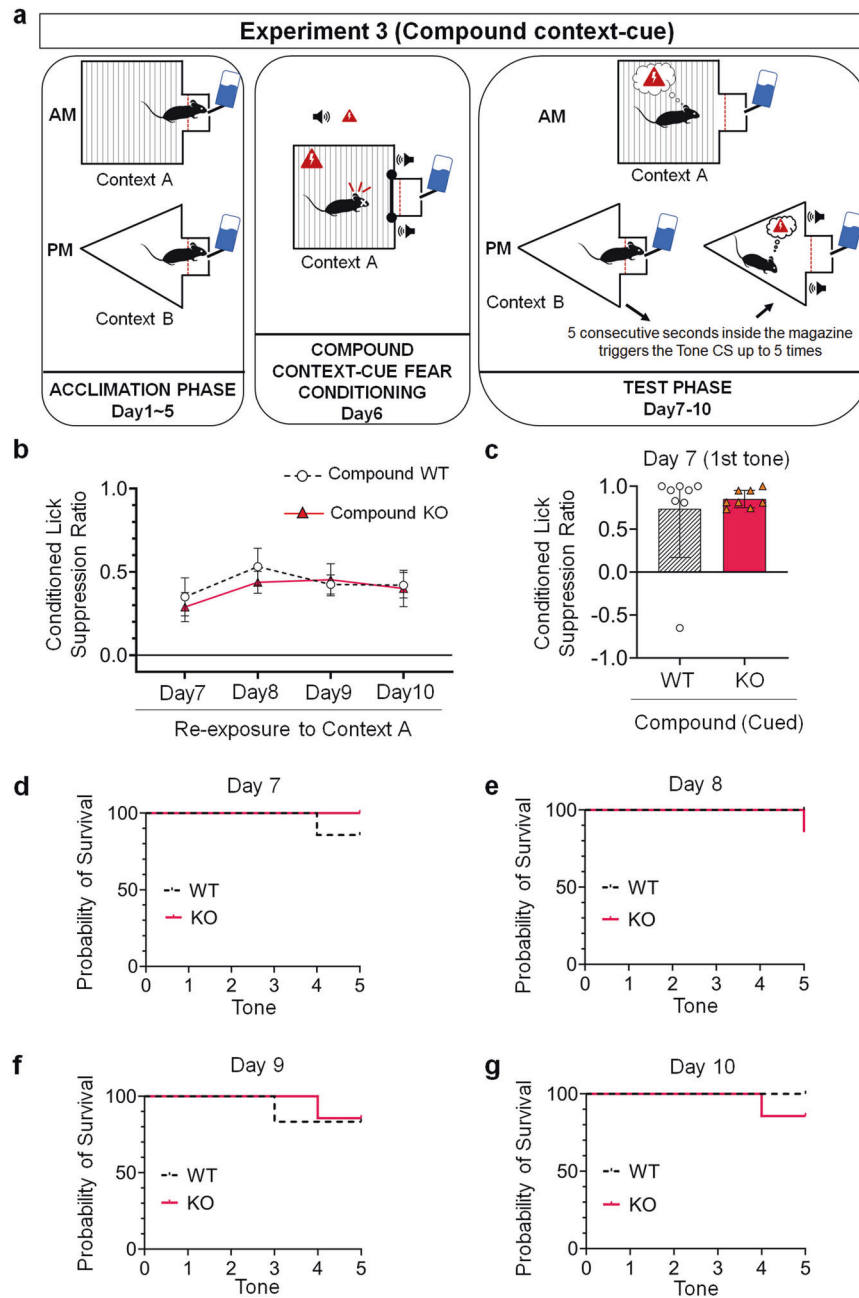 a
Experiment 3 (Compound context-cue)
AM
Context A
PM
Context B
ACCLIMATION PHASE
Day1~5
Context A
COMPOUND
CONTEXT-CUE FEAR
CONDITIONING
Day6
AM
Context A
PM
Context B
5 consecutive seconds inside the magazine
triggers the Tone CS up to 5 times
TEST PHASE
Day7-10
b
Compound WT
Compound KO
Conditioned Lick
Suppression Ratio
1.0
0.5
0.0
Day7 Day8 Day9 Day10
Re-exposure to Context A
c
Day 7 (1st tone)
Conditioned Lick
Suppression Ratio
1.0
0.5
0.0
-0.5
-1.0
WT KO
Compound (Cued)
d
Day 7
Probability of Survival
100
50
0
WT
KO
0 1 2 3 4 5
Tone
e
Day 8
Probability of Survival
100
50
0
WT
KO
0 1 2 3 4 5
Tone
f
Day 9
Probability of Survival
100
50
0
WT
KO
0 1 2 3 4 5
Tone
g
Day 10
Probability of Survival
100
50
0
WT
KO
0 1 2 3 4 5
Tone